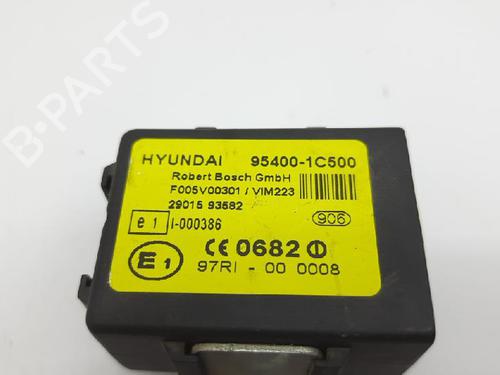 B-PARTS
HYUNDAI 95400-1C500
Robert Bosch GmbH
F005V00301 / VIM223
29015 93582
906
e 1 I-000386
CE 0682
E1
97RI - 00 0008